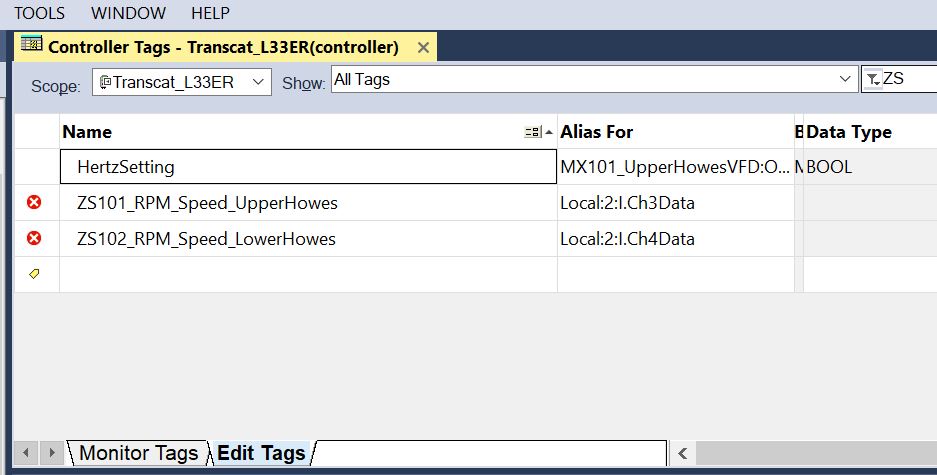 TOOLS WINDOW HELP
Controller Tags - Transcat_L33ER(controller)
Scope: Transcat_L33ER Show: All Tags ZS
Name Alias For B Data Type
HertzSetting MX101_UpperHowesVFD:O... M BOOL
ZS101_RPM_Speed_UpperHowes Local:2:I.Ch3Data
ZS102_RPM_Speed_LowerHowes Local:2:I.Ch4Data
Monitor Tags Edit Tags